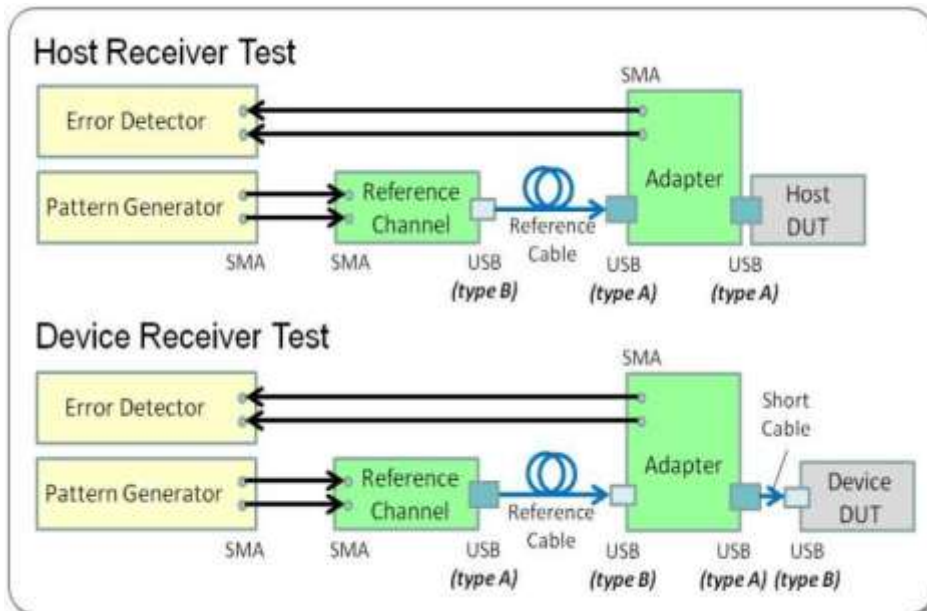 Host Receiver Test
SMA
Error Detector
Pattern Generator
Reference
Channel
Reference
Cable
Adapter
Host
DUT
SMA
SMA
USB
(type B)
USB
(type A)
USB
(type A)
Device Receiver Test
SMA
Error Detector
Short
Cable
Pattern Generator
Reference
Channel
Reference
Cable
Adapter
Device
DUT
SMA
SMA
USB
(type A)
USB
(type B)
USB
(type A)
USB
(type B)